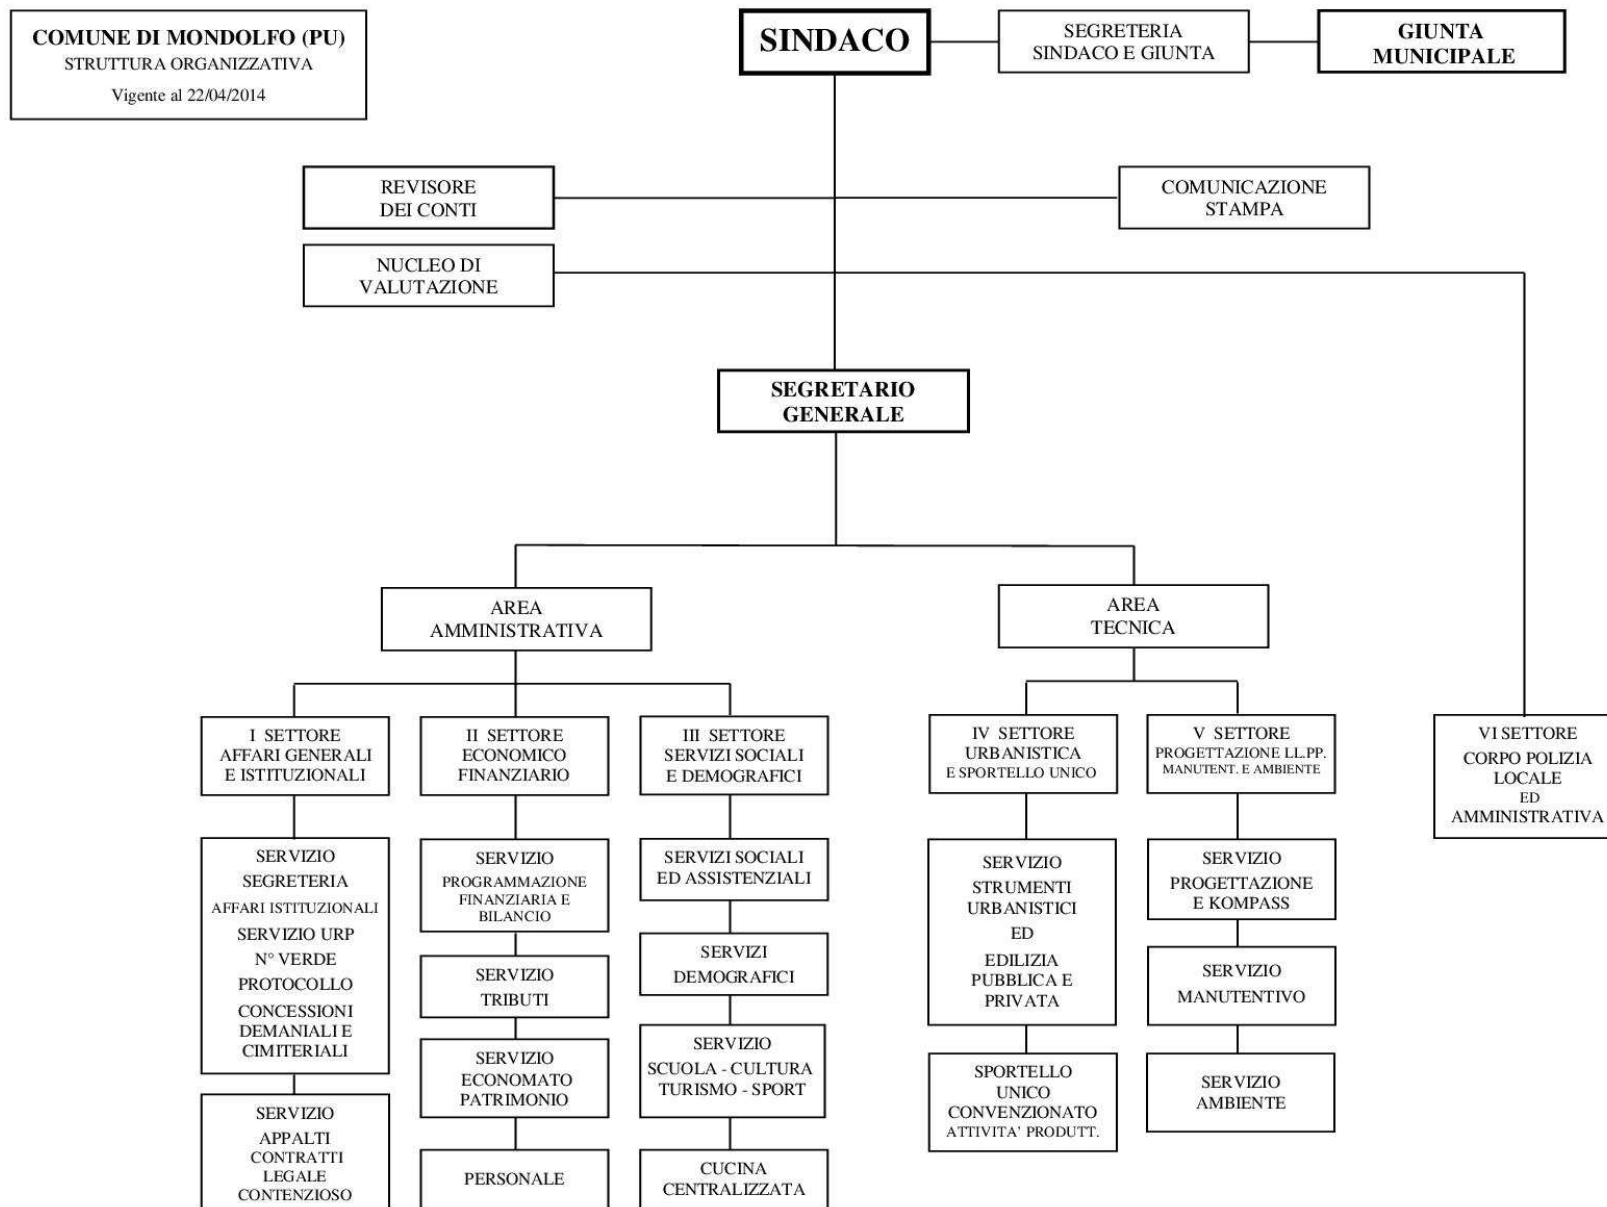 COMUNE DI MONDOLFO (PU)
STRUTTURA ORGANIZZATIVA
Vigente al 22/04/2014
SINDACO
SEGRETERIA
SINDACO E GIUNTA
GIUNTA
MUNICIPALE
REVISORE
DEI CONTI
COMUNICAZIONE
STAMPA
NUCLEO DI
VALUTAZIONE
SEGRETARIO
GENERALE
AREA
AMMINISTRATIVA
AREA
TECNICA
I SETTORE
AFFARI GENERALI
E ISTITUZIONALI
II SETTORE
ECONOMICO
FINANZIARIO
III SETTORE
SERVIZI SOCIALI
E DEMOGRAFICI
IV SETTORE
URBANISTICA
E SPORTELLO UNICO
V SETTORE
PROGETTAZIONE LL.PP.
MANUTENT. E AMBIENTE
VI SETTORE
CORPO POLIZIA
LOCALE
ED
AMMINISTRATIVA
SERVIZIO
SEGRETERIA
AFFARI ISTITUZIONALI
SERVIZIO URP
N° VERDE
PROTOCOLLO
CONCESSIONI
DEMANIALI E
CIMITERIALI
SERVIZIO
APPALTI
CONTRATTI
LEGALE
CONTENZIOSO
SERVIZIO
PROGRAMMAZIONE
FINANZIARIA E
BILANCIO
SERVIZIO
TRIBUTI
SERVIZIO
ECONOMATO
PATRIMONIO
PERSONALE
SERVIZI SOCIALI
ED ASSISTENZIALI
SERVIZI
DEMOGRAFICI
SERVIZIO
SCUOLA - CULTURA
TURISMO - SPORT
CUCINA
CENTRALIZZATA
SERVIZIO
STRUMENTI
URBANISTICI
ED
EDILIZIA
PUBBLICA E
PRIVATA
SPORTELLO
UNICO
CONVENZIONATO
ATTIVITA' PRODUTT.
SERVIZIO
PROGETTAZIONE
E KOMPASS
SERVIZIO
MANUTENTIVO
SERVIZIO
AMBIENTE